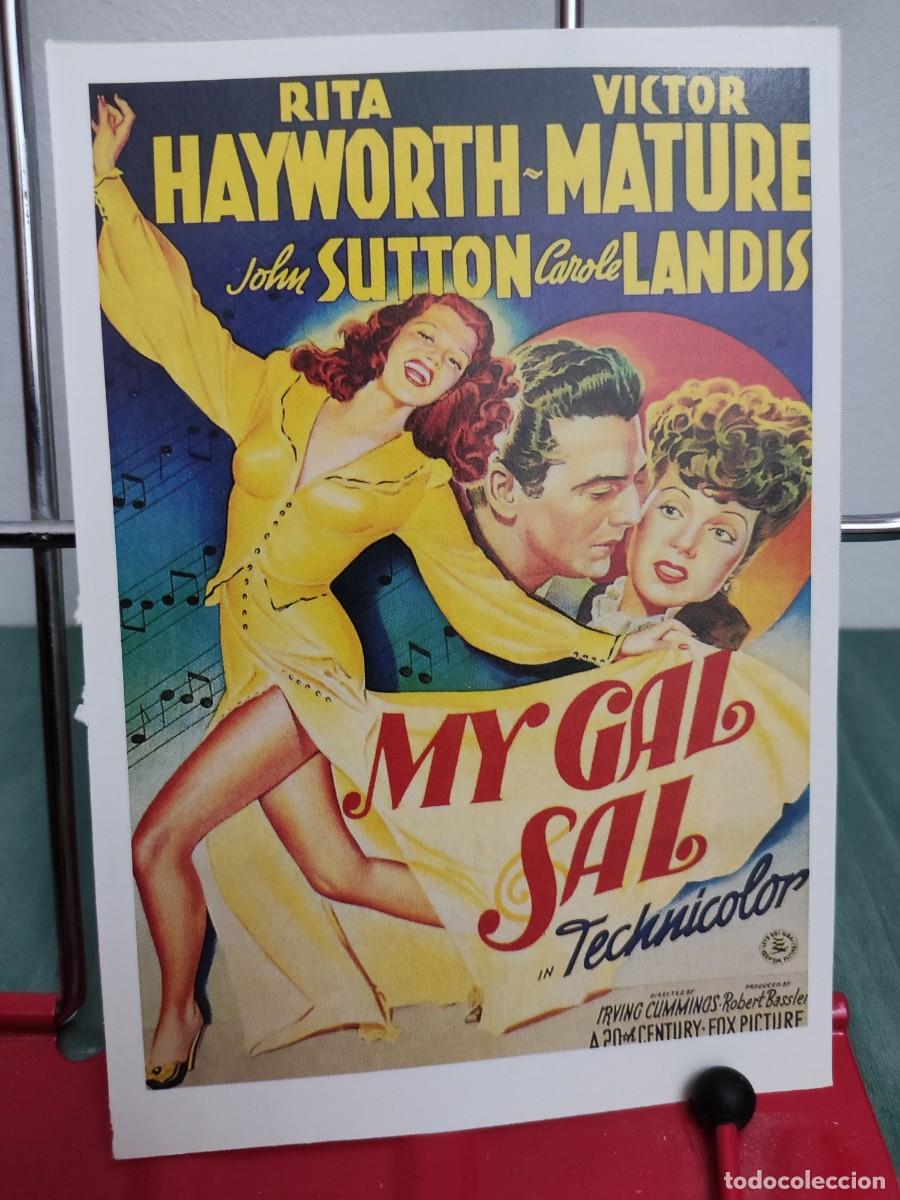 RITA VICTOR
HAYWORTH ~ MATURE
John SUTTON Carole LANDIS
MY GAL
SAL
IN Technicolor
DIRECTED BY PRODUCED BY
IRVING CUMMINGS · Robert Bassler
A 20th CENTURY - FOX PICTURE
todocoleccion